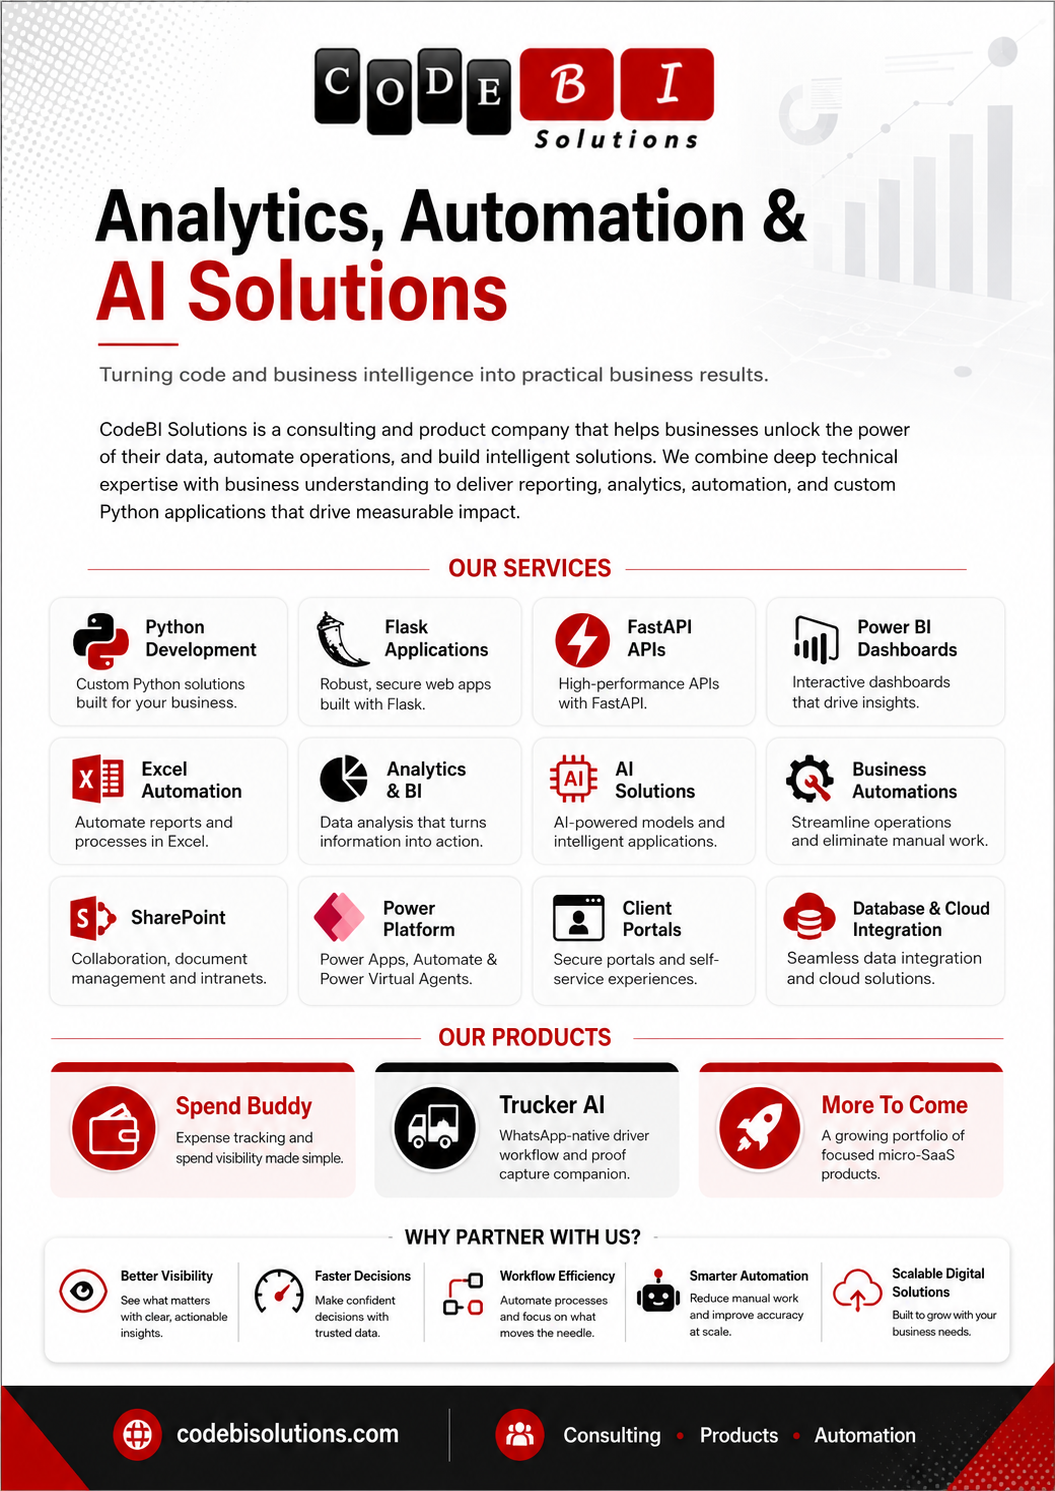 CODE BI
Solutions
Analytics, Automation &
AI Solutions
Turning code and business intelligence into practical business results.
CodeBI Solutions is a consulting and product company that helps businesses unlock the power
of their data, automate operations, and build intelligent solutions. We combine deep technical
expertise with business understanding to deliver reporting, analytics, automation, and custom
Python applications that drive measurable impact.
OUR SERVICES
Python
Development
Custom Python solutions
built for your business.
Flask
Applications
Robust, secure web apps
built with Flask.
FastAPI
APIs
High-performance APIs
with FastAPI.
Power BI
Dashboards
Interactive dashboards
that drive insights.
X
Excel
Automation
Automate reports and
processes in Excel.
Analytics
& BI
Data analysis that turns
information into action.
AI
AI
Solutions
AI-powered models and
intelligent applications.
Business
Automations
Streamline operations
and eliminate manual work.
S
SharePoint
Collaboration, document
management and intranets.
Power
Platform
Power Apps, Automate &
Power Virtual Agents.
Client
Portals
Secure portals and self-
service experiences.
Database & Cloud
Integration
Seamless data integration
and cloud solutions.
OUR PRODUCTS
Spend Buddy
Expense tracking and
spend visibility made simple.
Trucker AI
WhatsApp-native driver
workflow and proof
capture companion.
More To Come
A growing portfolio of
focused micro-SaaS
products.
WHY PARTNER WITH US?
Better Visibility
See what matters
with clear, actionable
insights.
Faster Decisions
Make confident
decisions with
trusted data.
Workflow Efficiency
Automate processes
and focus on what
moves the needle.
Smarter Automation
Reduce manual work
and improve accuracy
at scale.
Scalable Digital
Solutions
Built to grow with your
business needs.
codebisolutions.com
Consulting • Products • Automation